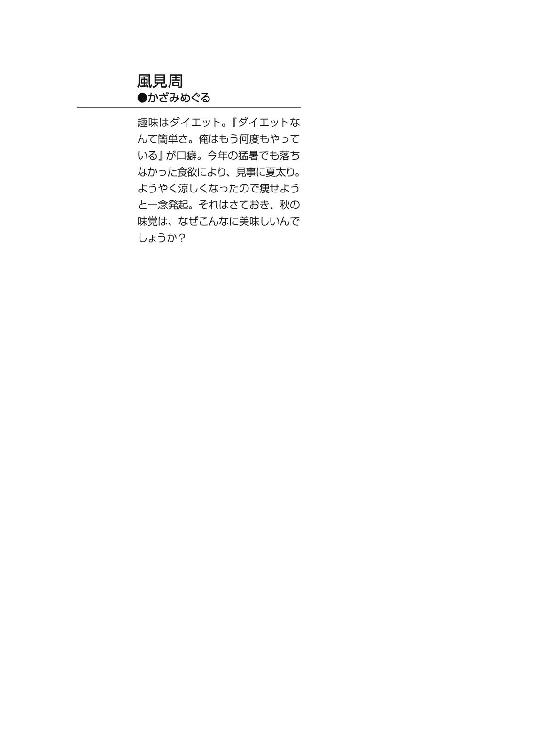 風見周
●かざみめぐる
趣味はダイエット。『ダイエットな
んて簡単さ。俺はもう何度もやって
いる』が口癖。今年の猛暑でも落ち
なかった食欲により、見事に夏太り。
ようやく涼しくなったので痩せよう
と一念発起。それはさておき、秋の
味覚は、なぜこんなに美味しいんで
しょうか？